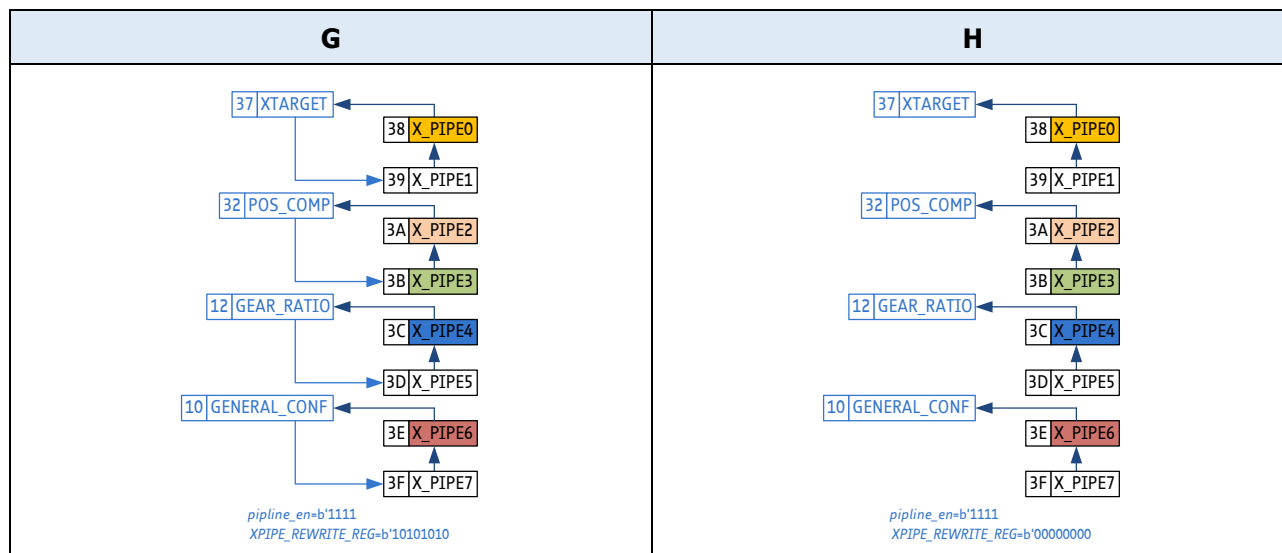 G
H
37 XTARGET
38 X_PIPE0
39 X_PIPE1
32 POS_COMP
3A X_PIPE2
3B X_PIPE3
12 GEAR_RATIO
3C X_PIPE4
3D X_PIPE5
10 GENERAL_CONF
3E X_PIPE6
3F X_PIPE7
pipline_en=b'1111
XPIPE_REWRITE_REG=b'10101010
37 XTARGET
38 X_PIPE0
39 X_PIPE1
32 POS_COMP
3A X_PIPE2
3B X_PIPE3
12 GEAR_RATIO
3C X_PIPE4
3D X_PIPE5
10 GENERAL_CONF
3E X_PIPE6
3F X_PIPE7
pipline_en=b'1111
XPIPE_REWRITE_REG=b'00000000